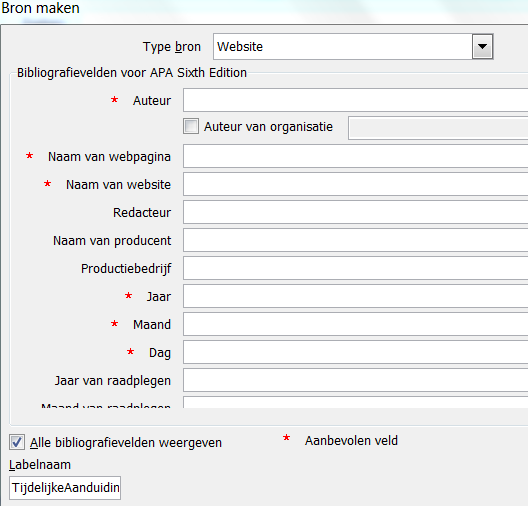 Bron maken
Type bron Website
Bibliografievelden voor APA Sixth Edition
* Auteur
Auteur van organisatie
* Naam van webpagina
* Naam van website
Redacteur
Naam van producent
Productiebedrijf
* Jaar
* Maand
* Dag
Jaar van raadplegen
Maand van raadplegen
Alle bibliografievelden weergeven * Aanbevolen veld
Labelnaam
TijdelijkeAanduidin